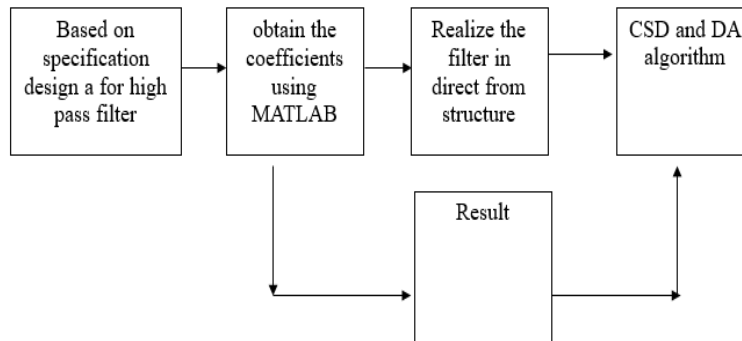 Based on
specification
design a for high
pass filter
obtain the
coefficients
using
MATLAB
Realize the
filter in
direct from
structure
CSD and DA
algorithm
Result